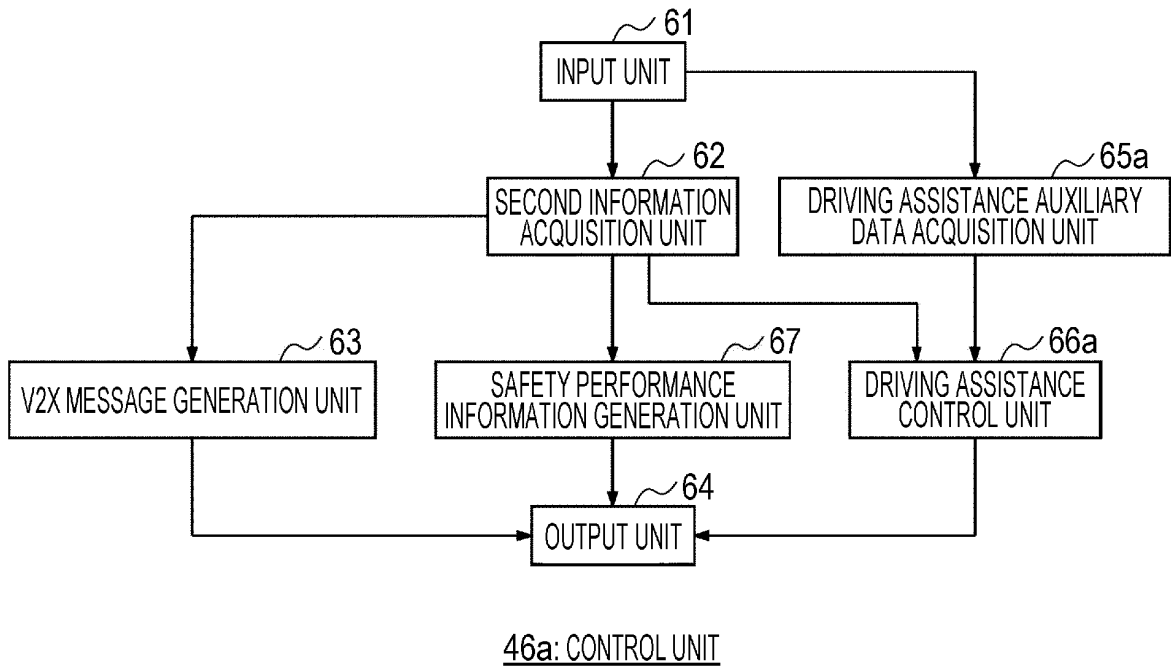 61
INPUT UNIT
62
SECOND INFORMATION
ACQUISITION UNIT
65a
DRIVING ASSISTANCE AUXILIARY
DATA ACQUISITION UNIT
63
V2X MESSAGE GENERATION UNIT
67
SAFETY PERFORMANCE
INFORMATION GENERATION UNIT
66a
DRIVING ASSISTANCE
CONTROL UNIT
64
OUTPUT UNIT
46a: CONTROL UNIT